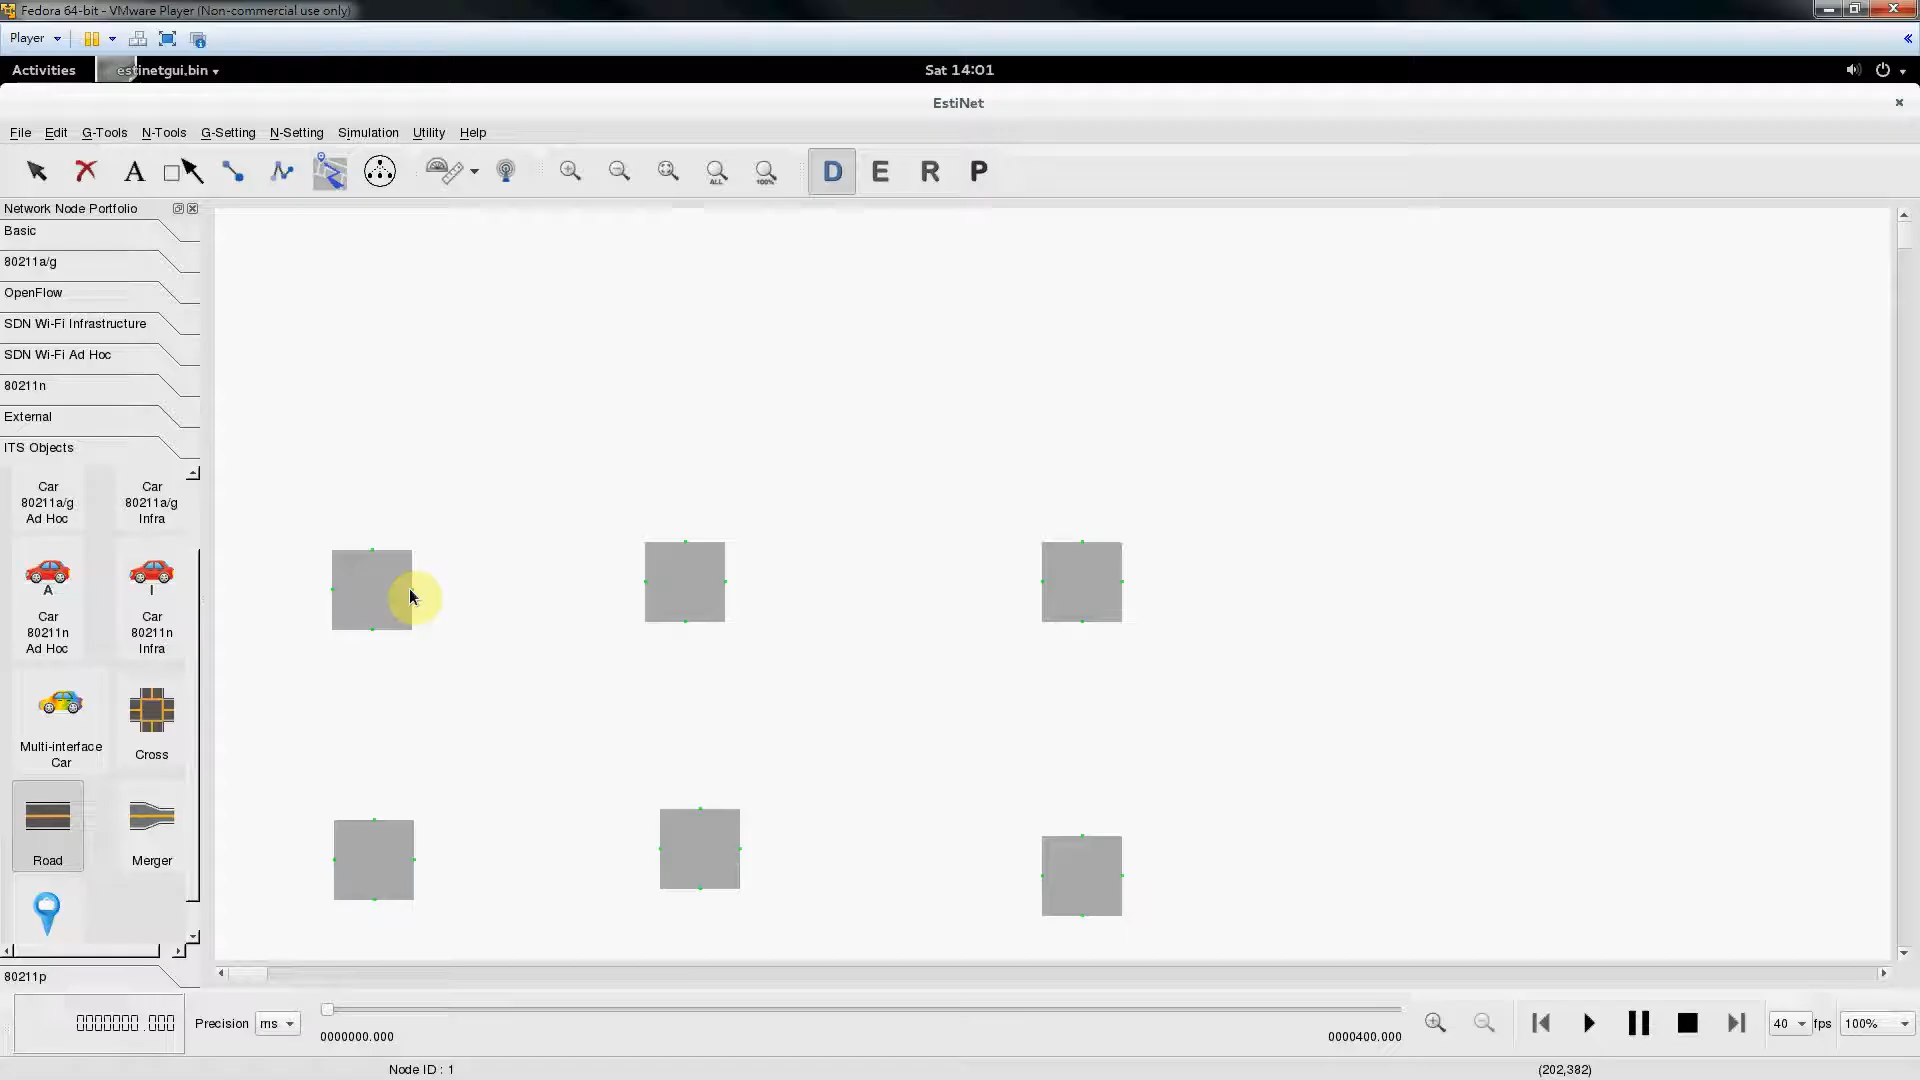 Fedora 64-bit - VMware Player (Non-commercial use only)
Player
Activities
estinetgui.bin
Sat 14:01
EstiNet
File Edit G-Tools N-Tools G-Setting N-Setting Simulation Utility Help
A
ALL
100%
D E R P
Network Node Portfolio
Basic
80211a/g
OpenFlow
SDN Wi-Fi Infrastructure
SDN Wi-Fi Ad Hoc
80211n
External
ITS Objects
Car
80211a/g
Ad Hoc
Car
80211a/g
Infra
A
Car
80211n
Ad Hoc
I
Car
80211n
Infra
Multi-interface
Car
Cross
Road
Merger
80211p
0000000.000
Precision
ms
0000000.000
0000400.000
40
fps
100%
Node ID : 1
(202,382)